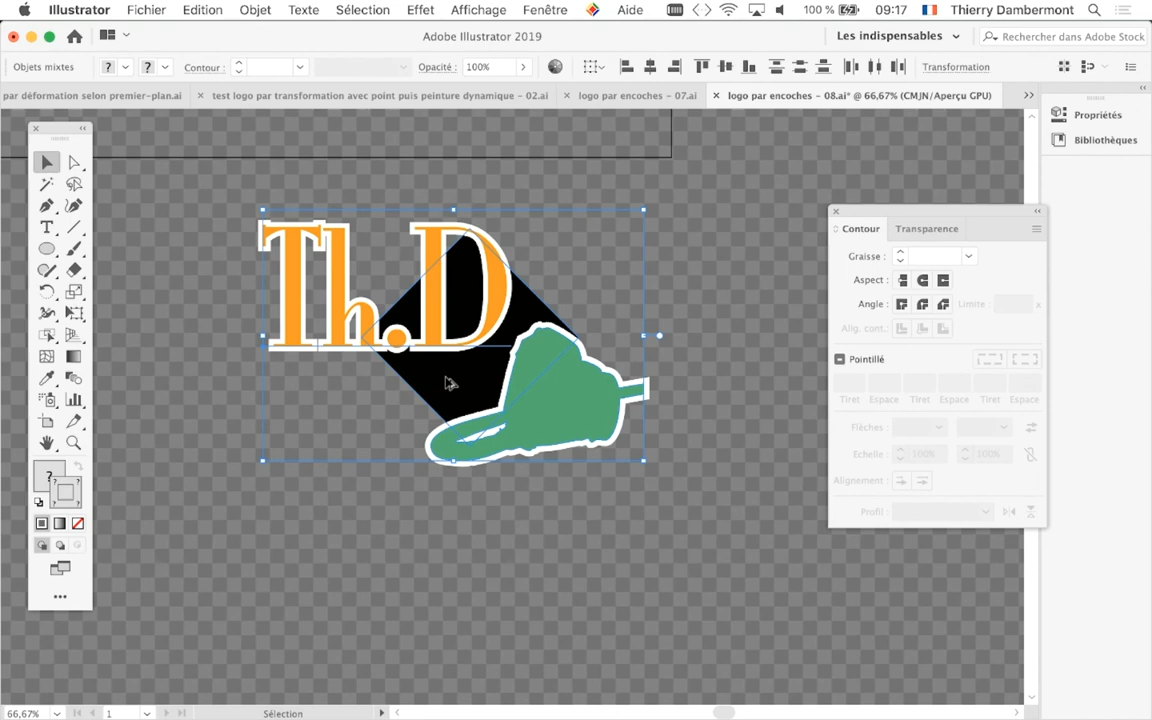 Illustrator Fichier Edition Objet Texte Sélection Effet Affichage Fenêtre Aide 100 % 09:17 Thierry Dambermont
Adobe Illustrator 2019 Les indispensables Rechercher dans Adobe Stock
Objets mixtes ? ? Contour : Opacité : 100% Transformation
par déformation selon premier-plan.ai × test logo par transformation avec point puis peinture dynamique - 02.ai × logo par encoches - 07.ai × logo par encoches - 08.ai* @ 66,67% (CMJN/Aperçu GPU) >>
Propriétés
Bibliothèques
Th.D
Contour Transparence
Graisse :
Aspect :
Angle : Limite : x
Alig. cont. :
Pointillé
Tiret Espace Tiret Espace Tiret Espace
Flèches :
Echelle : 100% 100%
Alignement :
Profil :
?
66,67% 1 Sélection